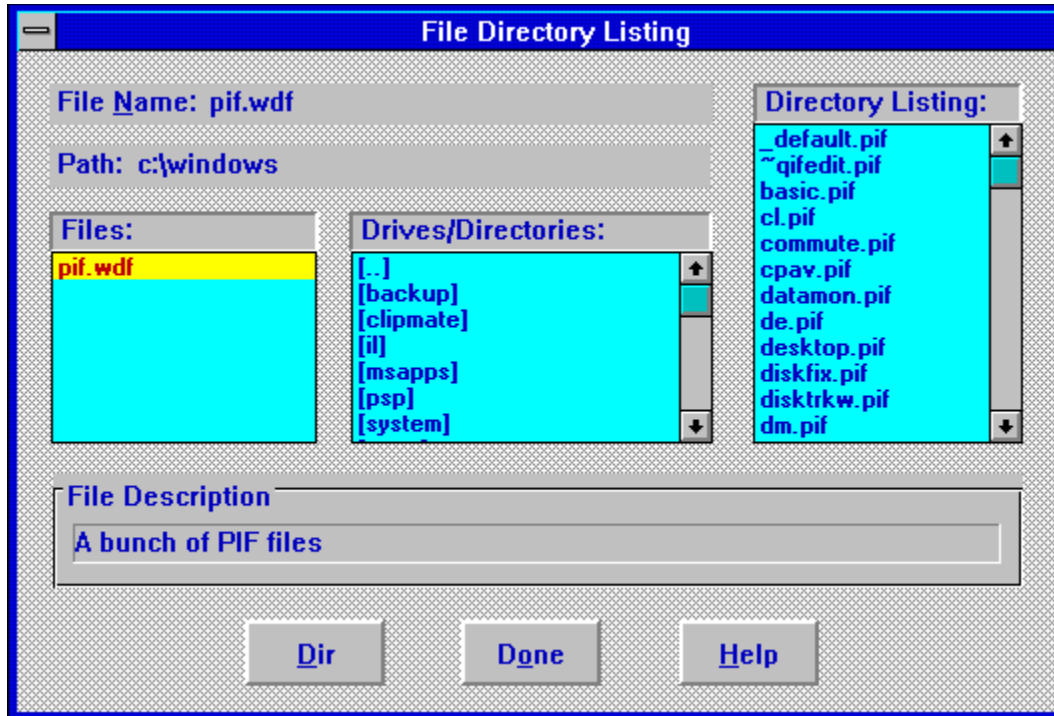 File Directory Listing
File Name: pif.wdf
Path: c:\windows
Files:
pif.wdf
Drives/Directories:
[..]
[backup]
[clipmate]
[il]
[msapps]
[psp]
[system]
Directory Listing:
_default.pif
~qifedit.pif
basic.pif
cl.pif
commute.pif
cpav.pif
datamon.pif
de.pif
desktop.pif
diskfix.pif
disktrkw.pif
dm.pif
File Description
A bunch of PIF files
Dir
Done
Help